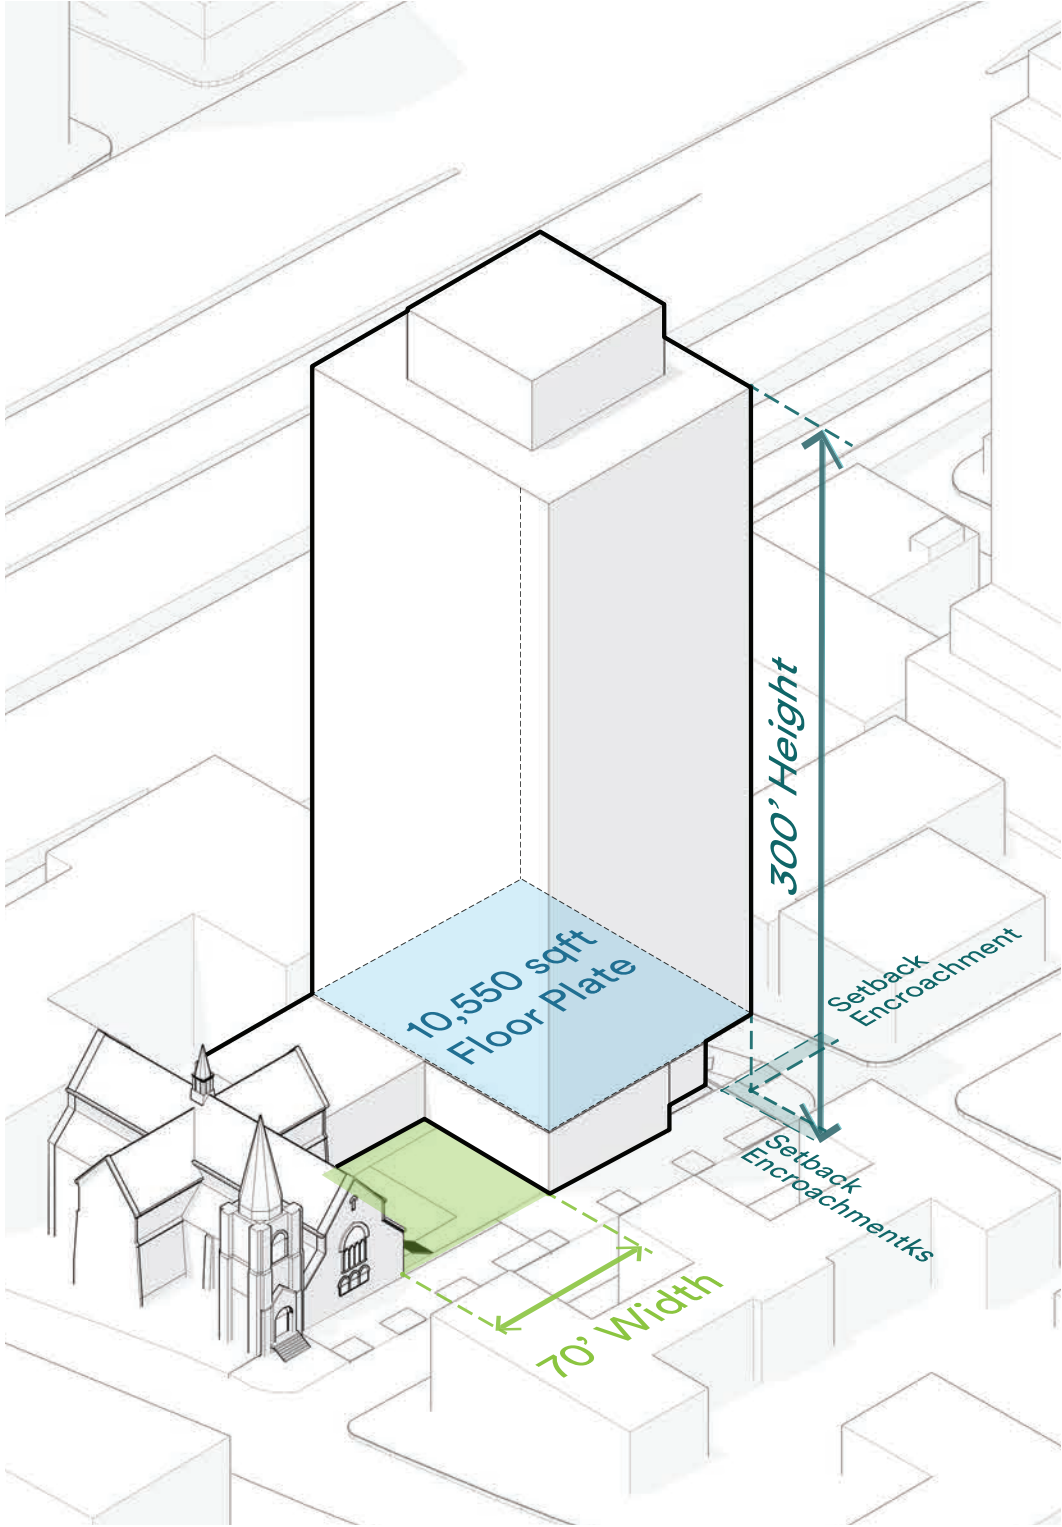 300’ Height
10,550 sqft
Floor Plate
Setback
Encroachment
Setback
Encroachmentks
70’ Width